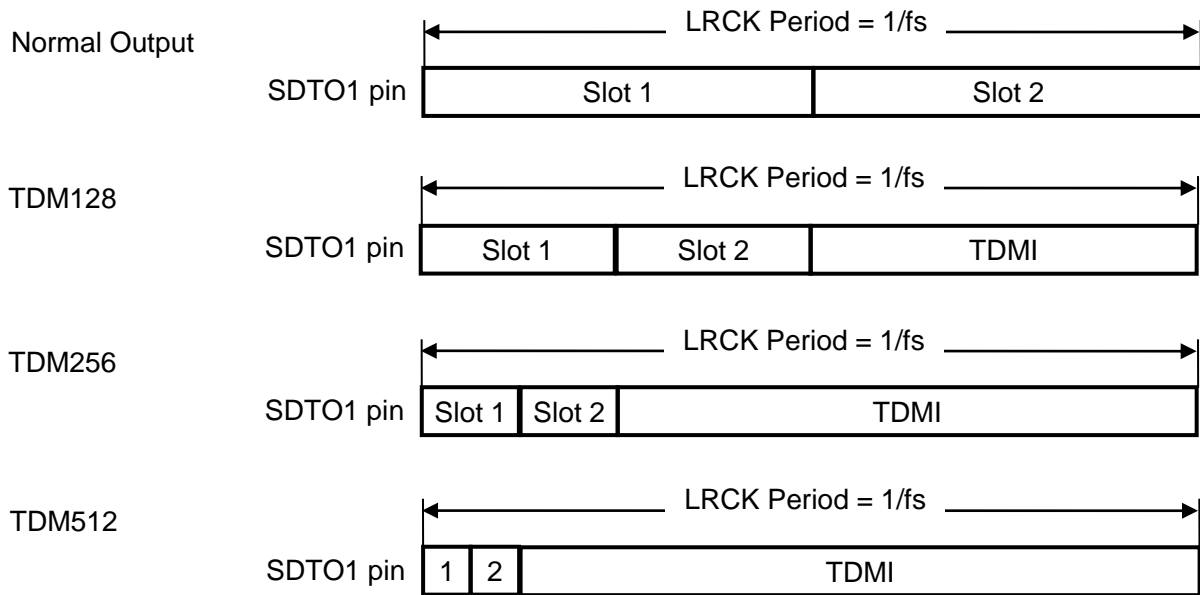 Normal Output
LRCK Period = 1/fs
SDTO1 pin
Slot 1
Slot 2
TDM128
LRCK Period = 1/fs
SDTO1 pin
Slot 1
Slot 2
TDMI
TDM256
LRCK Period = 1/fs
SDTO1 pin
Slot 1
Slot 2
TDMI
TDM512
LRCK Period = 1/fs
SDTO1 pin
1
2
TDMI